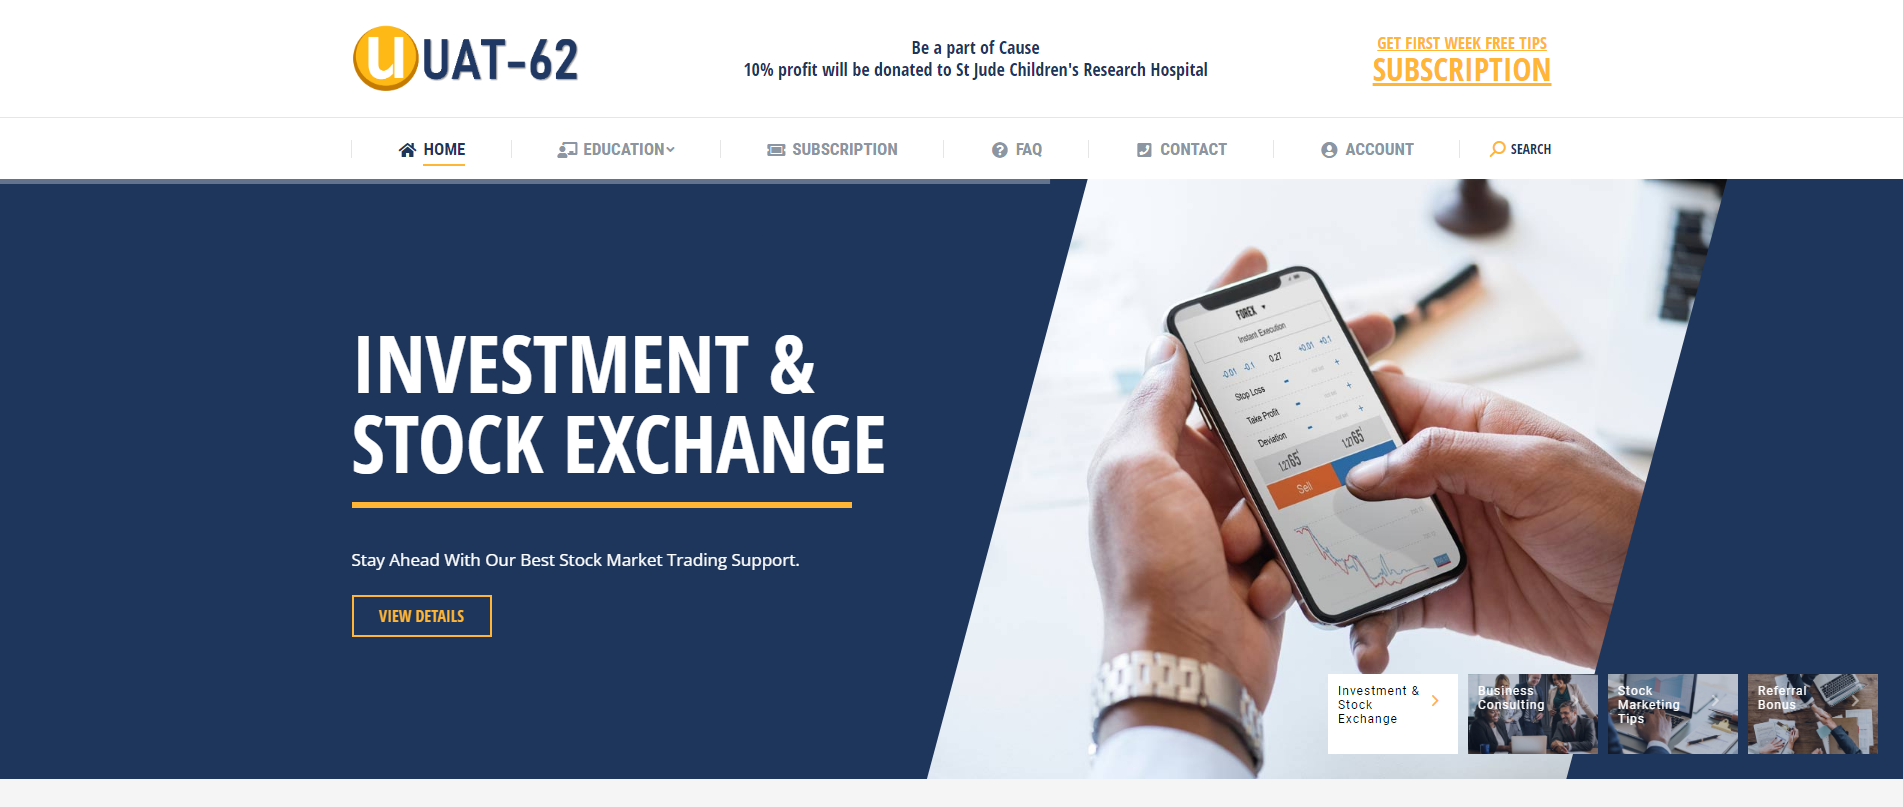 u UAT-62
Be a part of Cause
10% profit will be donated to St Jude Children's Research Hospital
GET FIRST WEEK FREE TIPS
SUBSCRIPTION
HOME
EDUCATION
SUBSCRIPTION
FAQ
CONTACT
ACCOUNT
SEARCH
INVESTMENT &
STOCK EXCHANGE
Stay Ahead With Our Best Stock Market Trading Support.
VIEW DETAILS
FOREX
Instant Execution
-0.01 -0.1 0.27 +0.01 +0.1
Stop Loss - +
Take Profit - +
Deviation - +
Sell
Investment &
Stock
Exchange
Business
Consulting
Stock
Marketing
Tips
Referral
Bonus